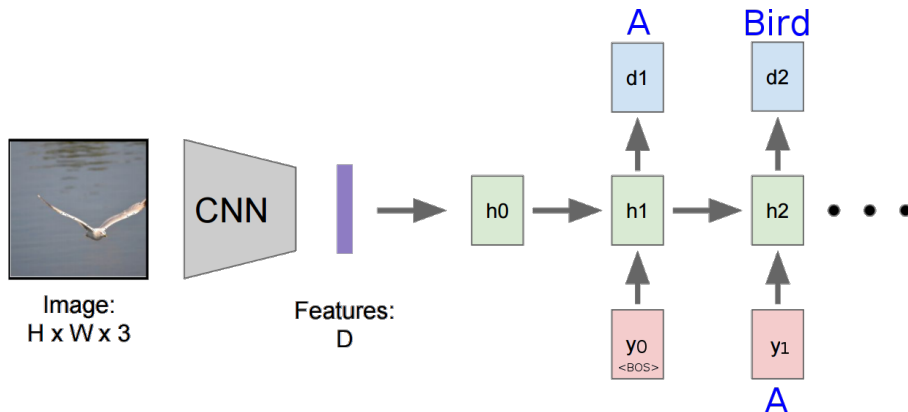 A
Bird
d1
d2
CNN
h0
h1
h2
Image:
H x W x 3
Features:
D
y0
<BOS>
y1
A